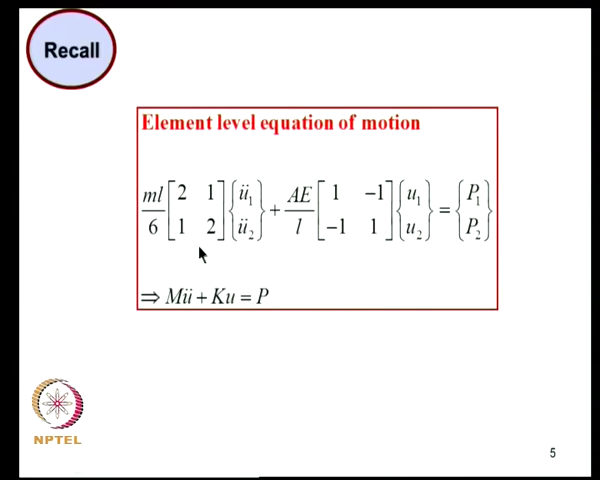 Recall
Element level equation of motion
ml/6 [2 1; 1 2] {ü₁; ü₂} + AE/l [1 −1; −1 1] {u₁; u₂} = {P₁; P₂}
⇒ Mü + Ku = P
NPTEL
5